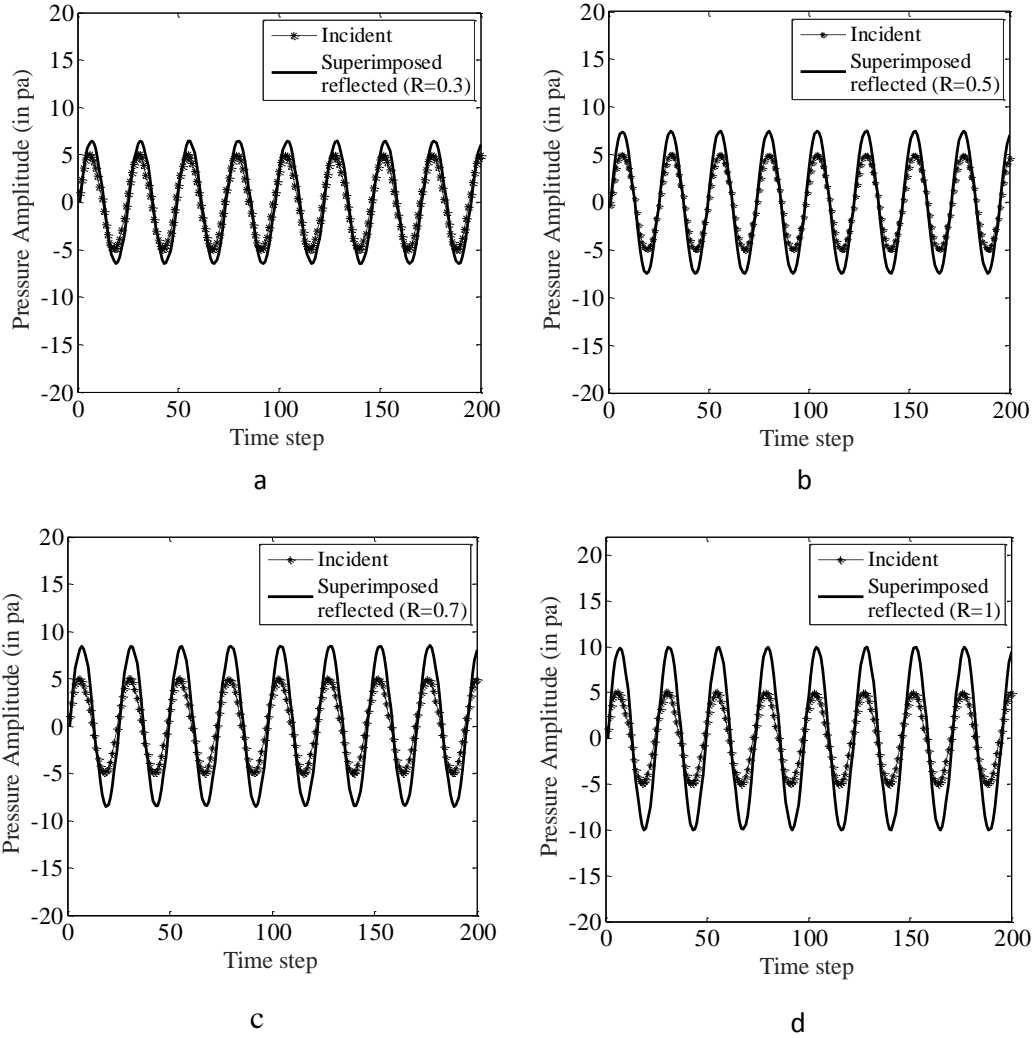 20
15
10
5
0
-5
-10
-15
-20
Pressure Amplitude (in pa)
Incident
Superimposed
reflected (R=0.3)
0 50 100 150 200
Time step
a
20
15
10
5
0
-5
-10
-15
-20
Pressure Amplitude (in pa)
Incident
Superimposed
reflected (R=0.5)
0 50 100 150 200
Time step
b
20
15
10
5
0
-5
-10
-15
-20
Pressure Amplitude (in pa)
Incident
Superimposed
reflected (R=0.7)
0 50 100 150 200
Time step
c
20
15
10
5
0
-5
-10
-15
-20
Pressure Amplitude (in pa)
Incident
Superimposed
reflected (R=1)
0 50 100 150 200
Time step
d